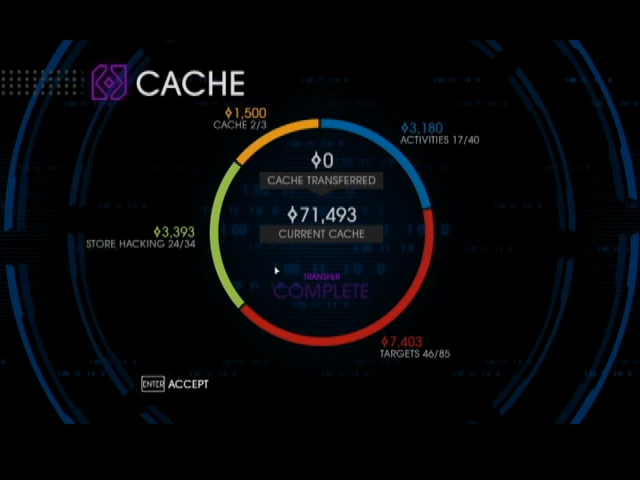 CACHE
1,500
CACHE 2/3
3,180
ACTIVITIES 17/40
0
CACHE TRANSFERRED
71,493
CURRENT CACHE
3,393
STORE HACKING 24/34
TRANSFER
COMPLETE
7,403
TARGETS 46/85
ENTER ACCEPT